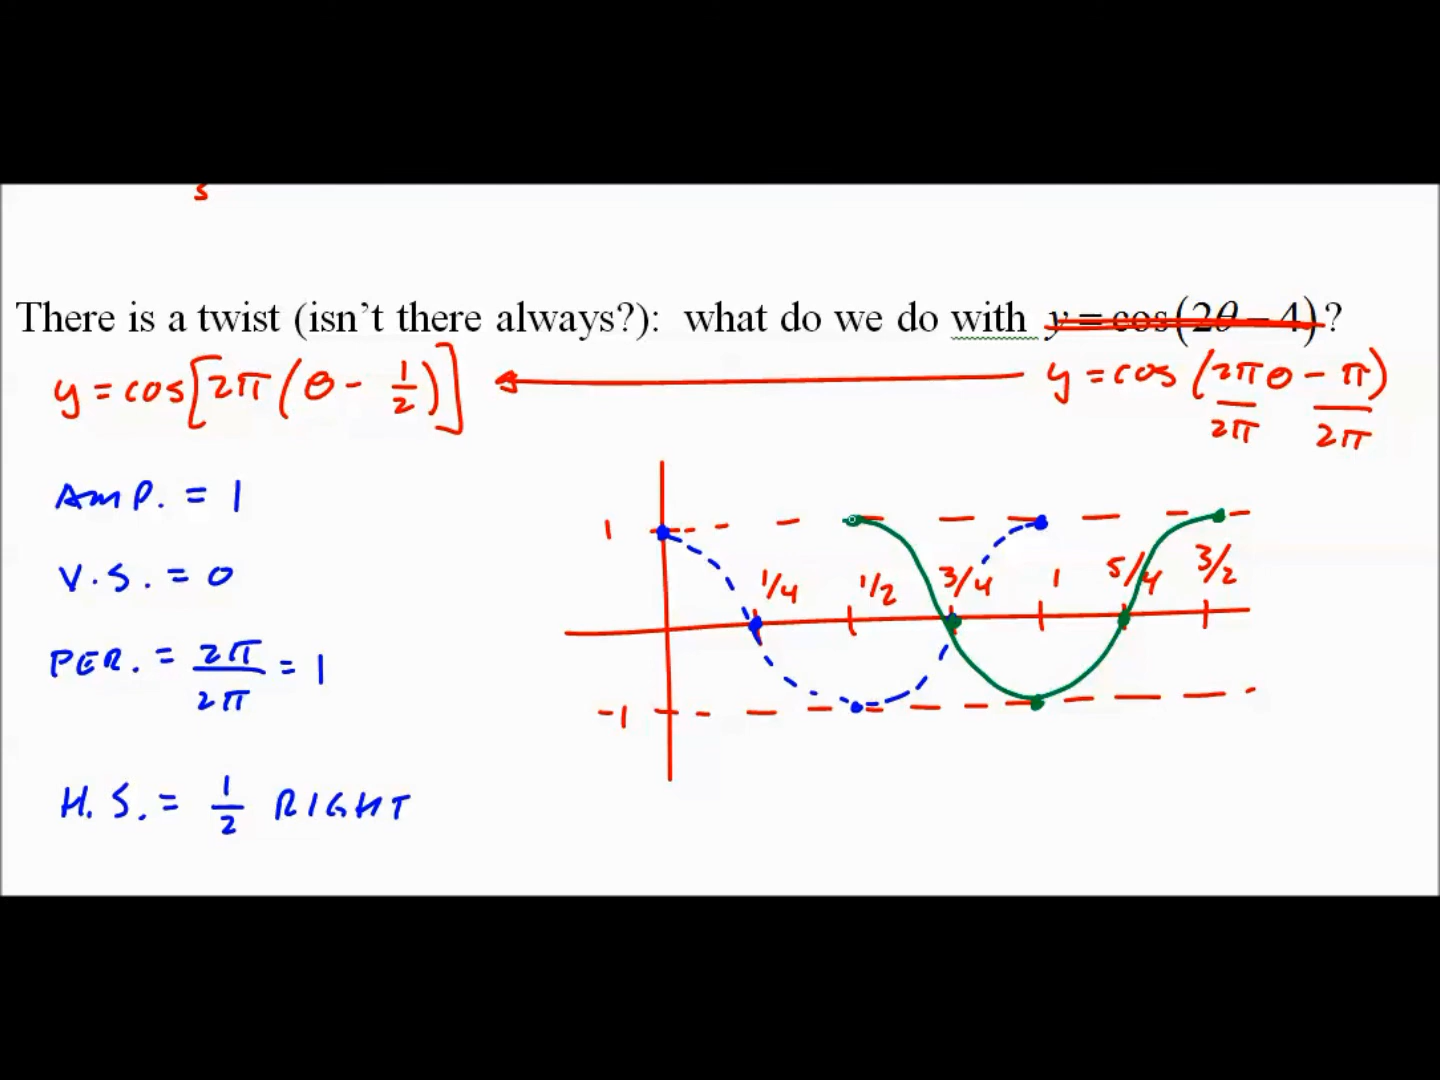 s
There is a twist (isn't there always?): what do we do with y = cos(2θ − 4)?
y = cos[2π(θ - 1/2)]
y = cos(2πθ/2π - π/2π)
AMP. = 1
V.S. = 0
PER. = 2π/2π = 1
H.S. = 1/2 RIGHT
1
1/4 1/2 3/4 1 5/4 3/2
-1